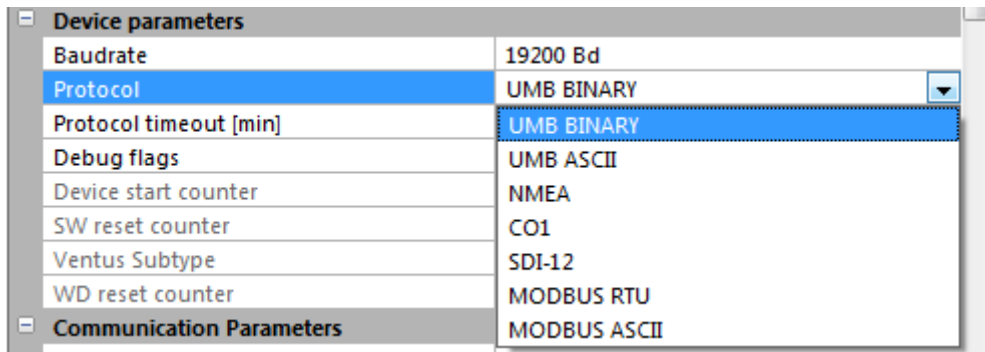 Device parameters
Baudrate 19200 Bd
Protocol UMB BINARY
Protocol timeout [min] UMB BINARY
Debug flags UMB ASCII
Device start counter NMEA
SW reset counter CO1
Ventus Subtype SDI-12
WD reset counter MODBUS RTU
Communication Parameters MODBUS ASCII